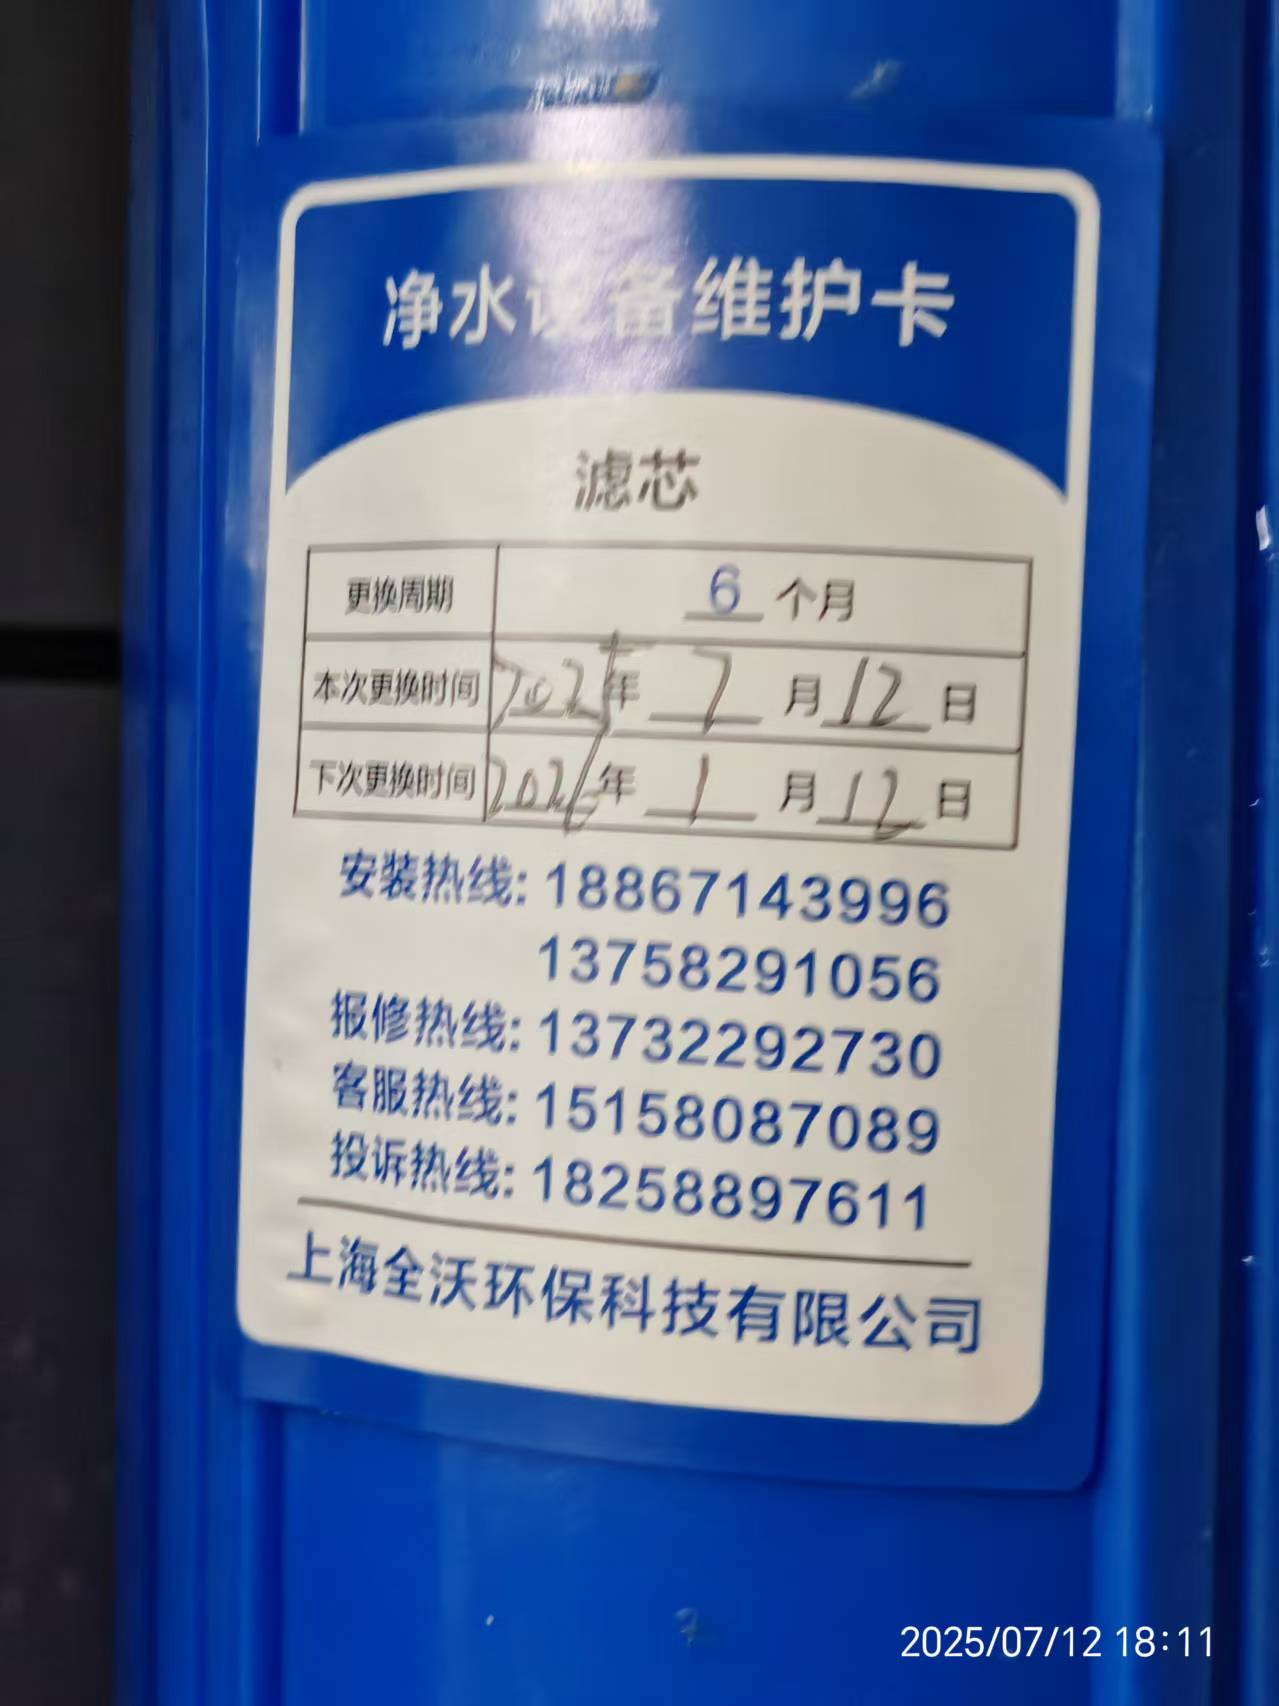 净水设备维护卡
滤芯
更换周期 6 个月
本次更换时间 2025年 7 月 12 日
下次更换时间 2026年 1 月 12 日
安装热线: 18867143996
13758291056
报修热线: 13732292730
客服热线: 15158087089
投诉热线: 18258897611
上海全沃环保科技有限公司
2025/07/12 18:11